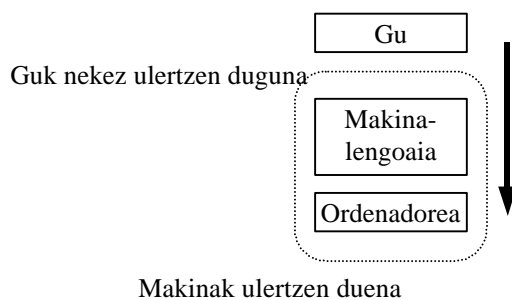 Gu
Guk nekez ulertzen duguna
Makina-
lengoaia
Ordenadorea
Makinak ulertzen duena